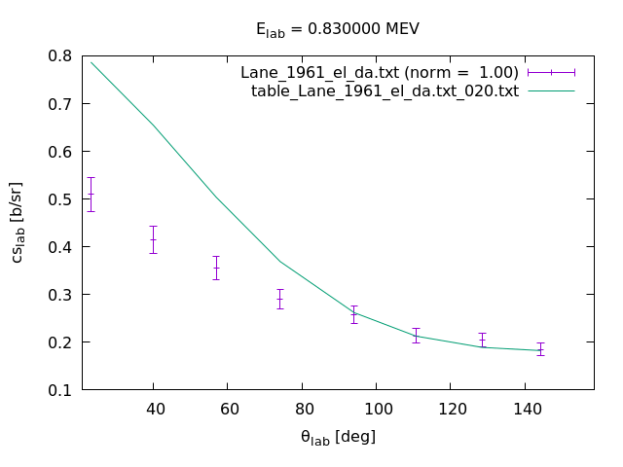 E_lab = 0.830000 MEV
Lane_1961_el_da.txt (norm =  1.00)
table_Lane_1961_el_da.txt_020.txt
cs_lab [b/sr]
0.8
0.7
0.6
0.5
0.4
0.3
0.2
0.1
40 60 80 100 120 140
θ_lab [deg]